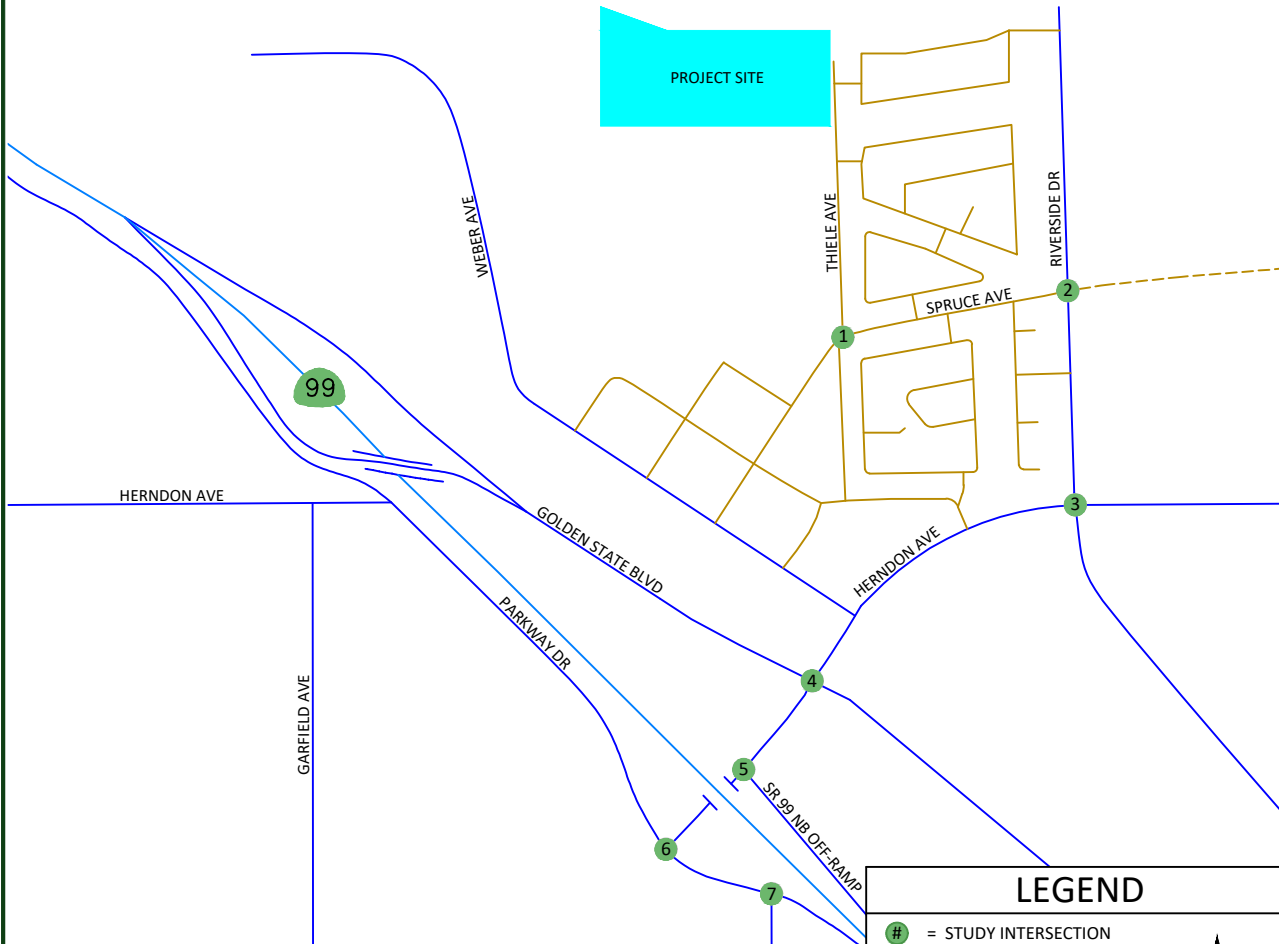 PROJECT SITE
WEBER AVE
THIELE AVE
RIVERSIDE DR
SPRUCE AVE
2
1
99
HERNDON AVE
3
GOLDEN STATE BLVD
HERNDON AVE
PARKWAY DR
GARFIELD AVE
4
5
SR 99 NB OFF-RAMP
6
7
LEGEND
# = STUDY INTERSECTION